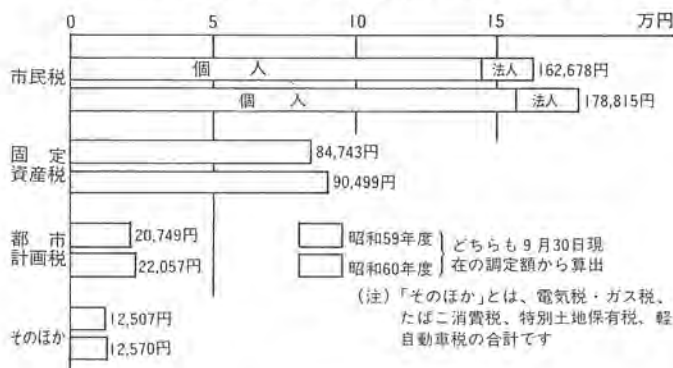 0 5 10 15 万円
市民税
個人 法人 162,678円
個人 法人 178,815円
固定
資産税
84,743円
90,499円
都市
計画税
20,749円
22,057円
昭和59年度
昭和60年度
どちらも9月30日現
在の調定額から算出
そのほか
12,507円
12,570円
(注)「そのほか」とは、電気税・ガス税、
たばこ消費税、特別土地保有税、軽
自動車税の合計です